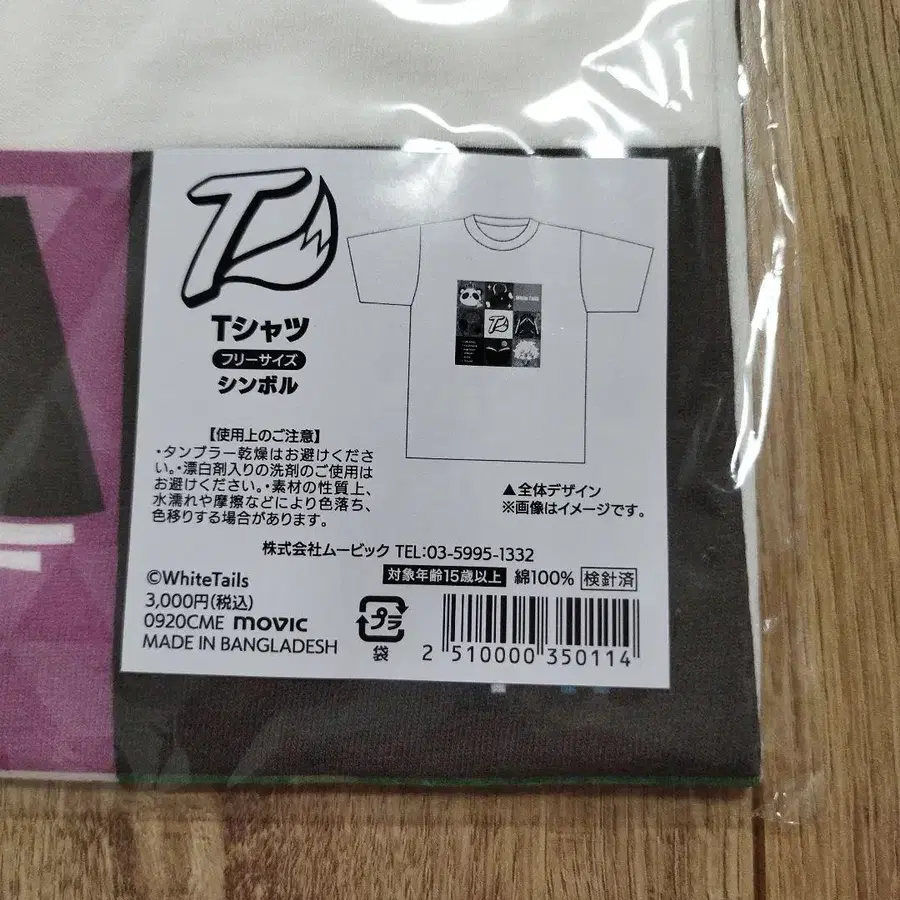 Tシャツ
フリーサイズ
シンボル
White Tails
【使用上のご注意】
・タンブラー乾燥はお避けくださ
い。・漂白剤入りの洗剤のご使用は
お避けください。・素材の性質上、
水濡れや摩擦などにより色落ち、
色移りする場合があります。
▲全体デザイン
※画像はイメージです。
株式会社ムービック TEL:03-5995-1332
対象年齢15歳以上 綿100% 検針済
©WhiteTails
3,000円(税込)
0920CME movic
MADE IN BANGLADESH
プラ
袋
2 510000 350114